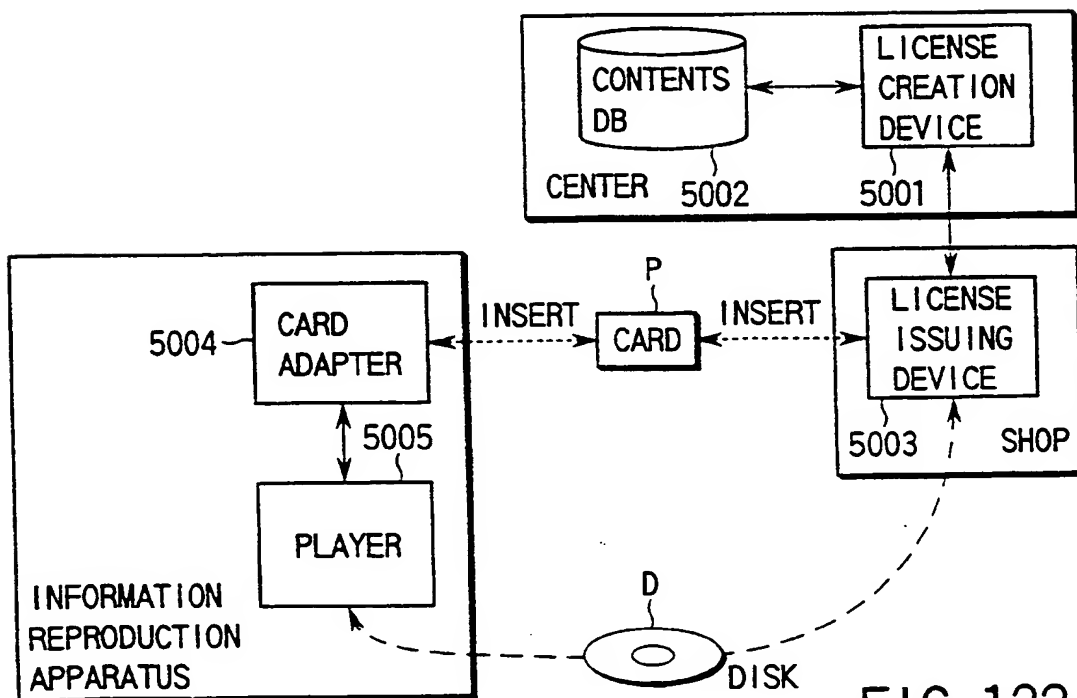 CONTENTS
DB
LICENSE
CREATION
DEVICE
CENTER
5002
5001
5004
CARD
ADAPTER
INSERT
P
CARD
INSERT
LICENSE
ISSUING
DEVICE
5003
SHOP
5005
PLAYER
INFORMATION
REPRODUCTION
APPARATUS
D
DISK
FIG.